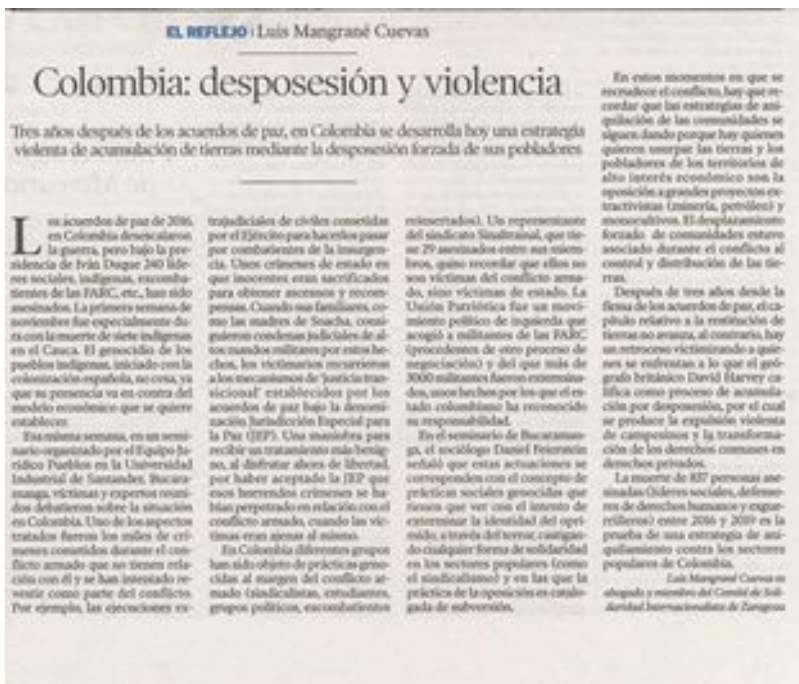 EL REFLEJO | Luis Mangrané Cuevas
Colombia: desposesión y violencia
Tres años después de los acuerdos de paz, en Colombia se desarrolla hoy una estrategia
violenta de acumulación de tierras mediante la desposesión forzada de sus pobladores
Los acuerdos de paz de 2016
en Colombia desescalaron
la guerra, pero bajo la pre-
sidencia de Iván Duque 240 líde-
res sociales, indígenas, excomba-
tientes de las FARC, etc., han sido
asesinados. La primera semana de
noviembre fue especialmente du-
ra con la muerte de siete indígenas
en el Cauca. El genocidio de los
pueblos indígenas, iniciado con la
colonización española, no cesa, ya
que su presencia va en contra del
modelo económico que se quiere
establecer.
Esa misma semana, en un semi-
nario organizado por el Equipo Ju-
rídico Pueblos en la Universidad
Industrial de Santander, Bucara-
manga, víctimas y expertos reuni-
dos debatieron sobre la situación
en Colombia. Uno de los aspectos
tratados fueron los miles de crí-
menes cometidos durante el con-
flicto armado que no tienen rela-
ción con él y se han intentado re-
vestir como parte del conflicto.
Por ejemplo, las ejecuciones ex-
trajudiciales de civiles cometidas
por el Ejército para hacerlos pasar
por combatientes de la insurgen-
cia. Unos crímenes de estado en
que inocentes eran sacrificados
para obtener ascensos y recom-
pensas. Cuando sus familiares, co-
mo las madres de Soacha, consi-
guieron condenas judiciales de al-
tos mandos militares por estos he-
chos, los victimarios recurrieron
a los mecanismos de 'justicia tran-
sicional' establecidos por los
acuerdos de paz bajo la denomi-
nación Jurisdicción Especial para
la Paz (JEP). Una maniobra para
recibir un tratamiento más benig-
no, al disfrutar ahora de libertad,
por haber aceptado la JEP que
esos horrendos crímenes se ha-
bían perpetrado en relación con el
conflicto armado, cuando las víc-
timas eran ajenas al mismo.
En Colombia diferentes grupos
han sido objeto de prácticas geno-
cidas al margen del conflicto ar-
mado (sindicalistas, estudiantes,
grupos políticos, excombatientes
reinsertados). Un representante
del sindicato Sinaltrainal, que tie-
ne 29 asesinados entre sus miem-
bros, quiso recordar que ellos no
son víctimas del conflicto arma-
do, sino víctimas de estado. La
Unión Patriótica fue un movi-
miento político de izquierda que
acogió a militantes de las FARC
(procedentes de otro proceso de
negociación) y del que más de
3000 militantes fueron extermina-
dos, unos hechos por los que el es-
tado colombiano ha reconocido
su responsabilidad.
En el seminario de Bucaraman-
ga, el sociólogo Daniel Feierstein
señaló que estas actuaciones se
corresponden con el concepto de
prácticas sociales genocidas que
tienen que ver con el intento de
exterminar la identidad del opri-
mido, a través del terror, castigan-
do cualquier forma de solidaridad
en los sectores populares (como
el sindicalismo) y en las que la
práctica de la oposición es catalo-
gada de subversión.
En estos momentos en que se
recrudece el conflicto, hay que re-
cordar que las estrategias de ani-
quilación de las comunidades se
siguen dando porque hay quienes
quieren usurpar las tierras y los
pobladores de los territorios de
alto interés económico son la
oposición a grandes proyectos ex-
tractivistas (minería, petróleo) y
monocultivos. El desplazamiento
forzado de comunidades estuvo
asociado durante el conflicto al
control y distribución de las tie-
rras.
Después de tres años desde la
firma de los acuerdos de paz, el ca-
pítulo relativo a la restitución de
tierras no avanza, al contrario, hay
un retroceso victimizando a quie-
nes se enfrentan a lo que el geó-
grafo británico David Harvey ca-
lifica como proceso de acumula-
ción por desposesión, por el cual
se produce la expulsión violenta
de campesinos y la transforma-
ción de los derechos comunes en
derechos privados.
La muerte de 837 personas ase-
sinadas (líderes sociales, defenso-
res de derechos humanos y exgue-
rrilleros) entre 2016 y 2019 es la
prueba de una estrategia de ani-
quilamiento contra los sectores
populares de Colombia.
Luis Mangrané Cuevas es
abogado y miembro del Comité de Soli-
daridad Internacionalista de Zaragoza